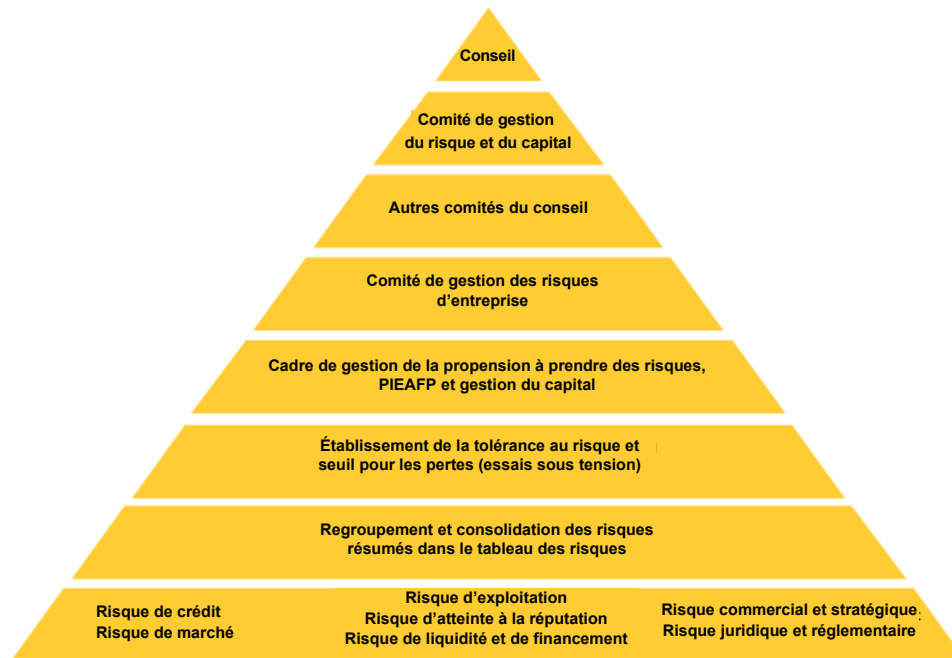 Conseil
Comité de gestion
du risque et du capital
Autres comités du conseil
Comité de gestion des risques
d'entreprise
Cadre de gestion de la propension à prendre des risques,
PIEAFP et gestion du capital
Établissement de la tolérance au risque et
seuil pour les pertes (essais sous tension)
Regroupement et consolidation des risques
résumés dans le tableau des risques
Risque de crédit
Risque de marché
Risque d'exploitation
Risque d'atteinte à la réputation
Risque de liquidité et de financement
Risque commercial et stratégique
Risque juridique et réglementaire